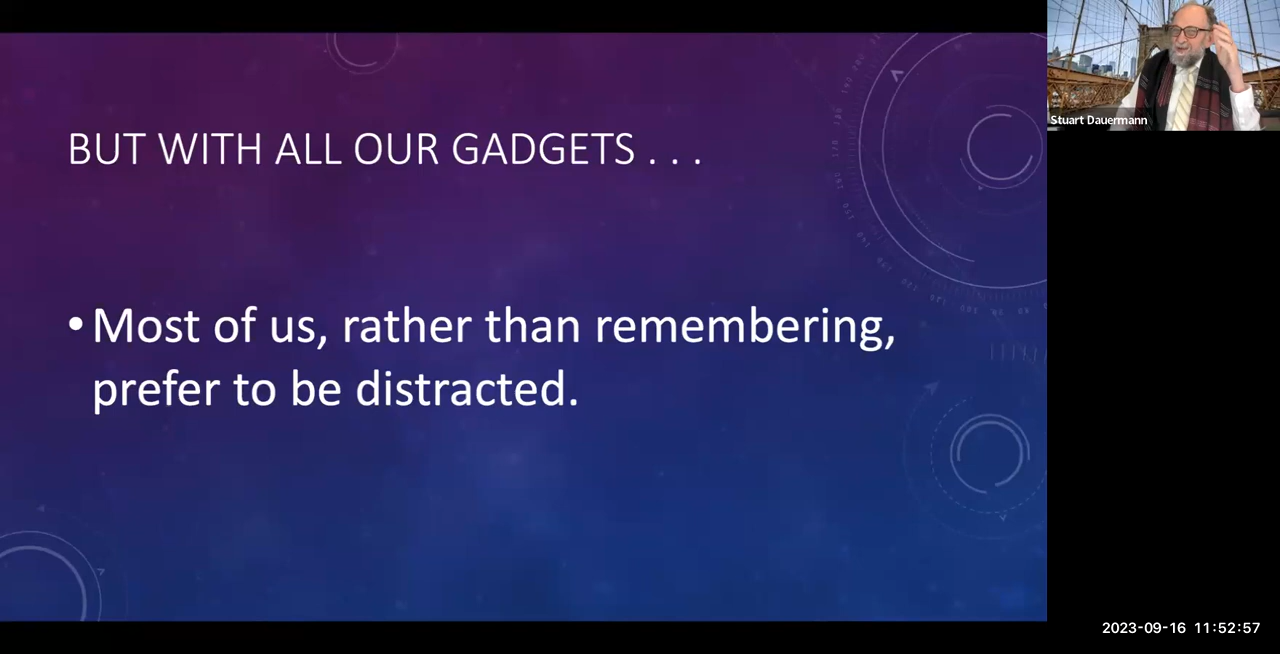 BUT WITH ALL OUR GADGETS . . .
•Most of us, rather than remembering,
prefer to be distracted.
Stuart Dauermann
2023-09-16 11:52:57